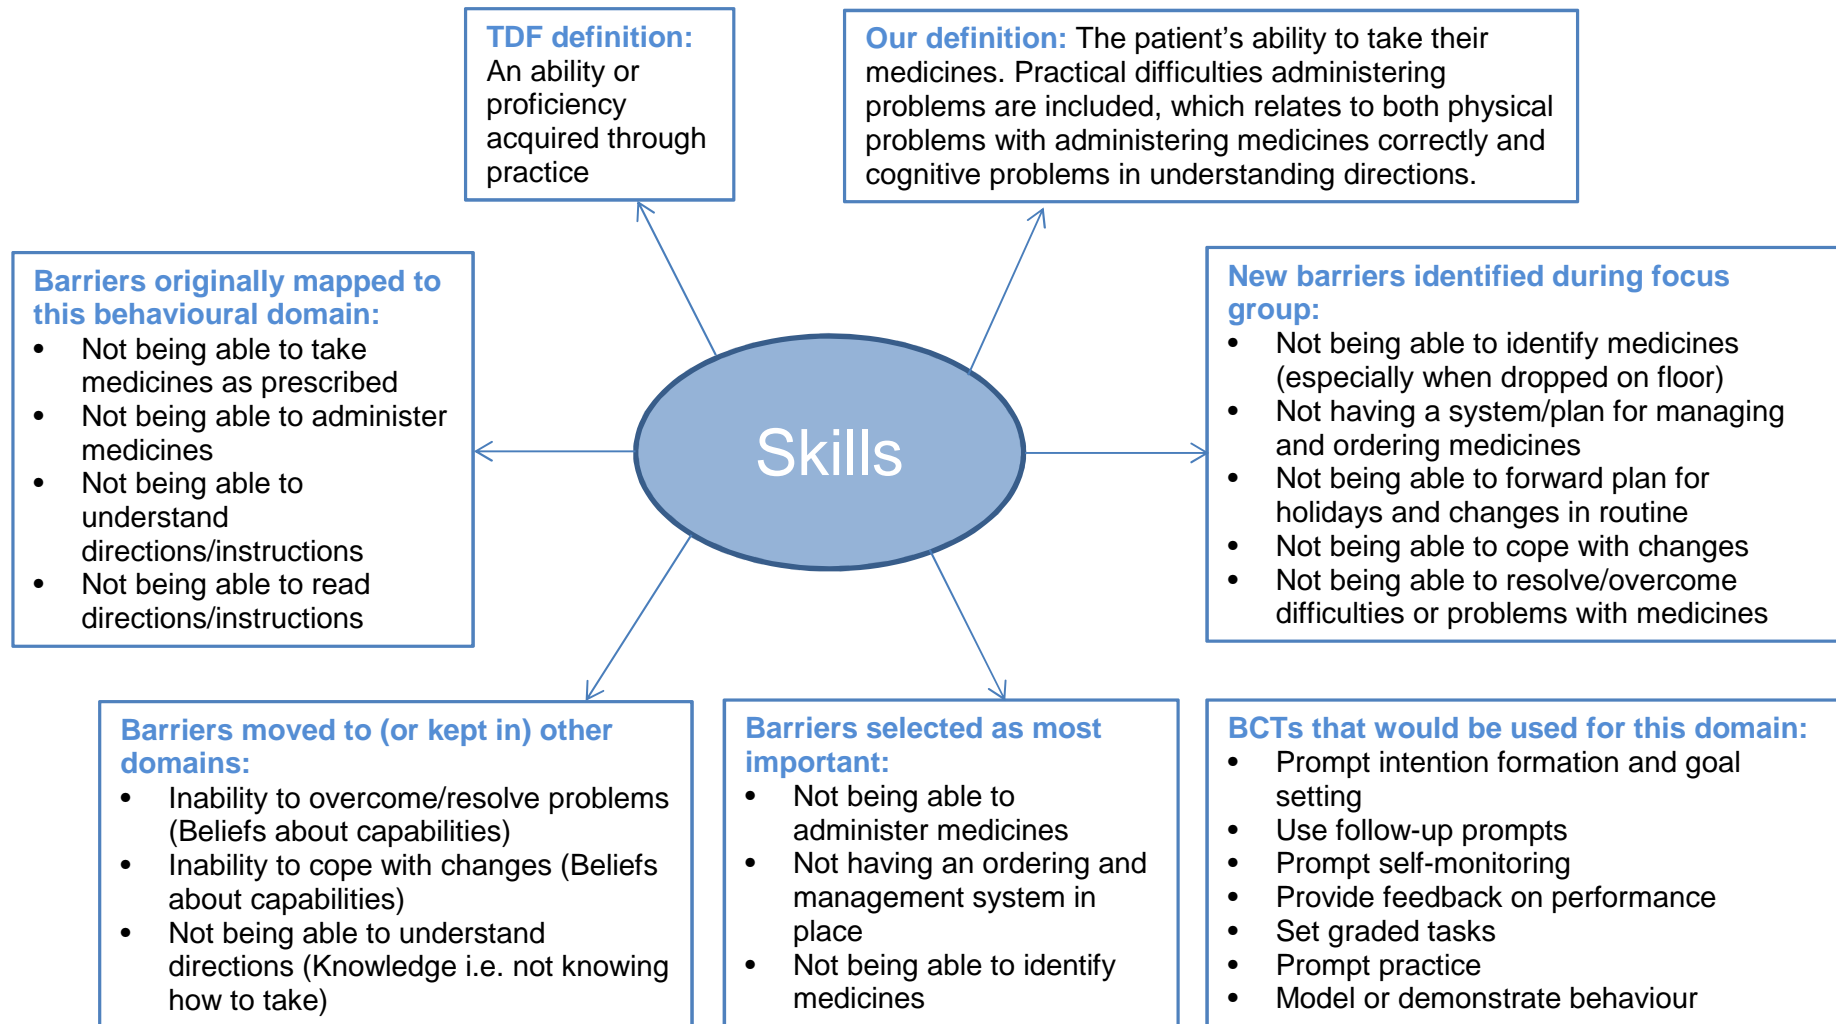 TDF definition:
An ability or
proficiency
acquired through
practice
Our definition: The patient’s ability to take their
medicines. Practical difficulties administering
problems are included, which relates to both physical
problems with administering medicines correctly and
cognitive problems in understanding directions.
Barriers originally mapped to
this behavioural domain:
• Not being able to take
medicines as prescribed
• Not being able to administer
medicines
• Not being able to
understand
directions/instructions
• Not being able to read
directions/instructions
Skills
New barriers identified during focus
group:
• Not being able to identify medicines
(especially when dropped on floor)
• Not having a system/plan for managing
and ordering medicines
• Not being able to forward plan for
holidays and changes in routine
• Not being able to cope with changes
• Not being able to resolve/overcome
difficulties or problems with medicines
Barriers moved to (or kept in) other
domains:
• Inability to overcome/resolve problems
(Beliefs about capabilities)
• Inability to cope with changes (Beliefs
about capabilities)
• Not being able to understand
directions (Knowledge i.e. not knowing
how to take)
Barriers selected as most
important:
• Not being able to
administer medicines
• Not having an ordering and
management system in
place
• Not being able to identify
medicines
BCTs that would be used for this domain:
• Prompt intention formation and goal
setting
• Use follow-up prompts
• Prompt self-monitoring
• Provide feedback on performance
• Set graded tasks
• Prompt practice
• Model or demonstrate behaviour